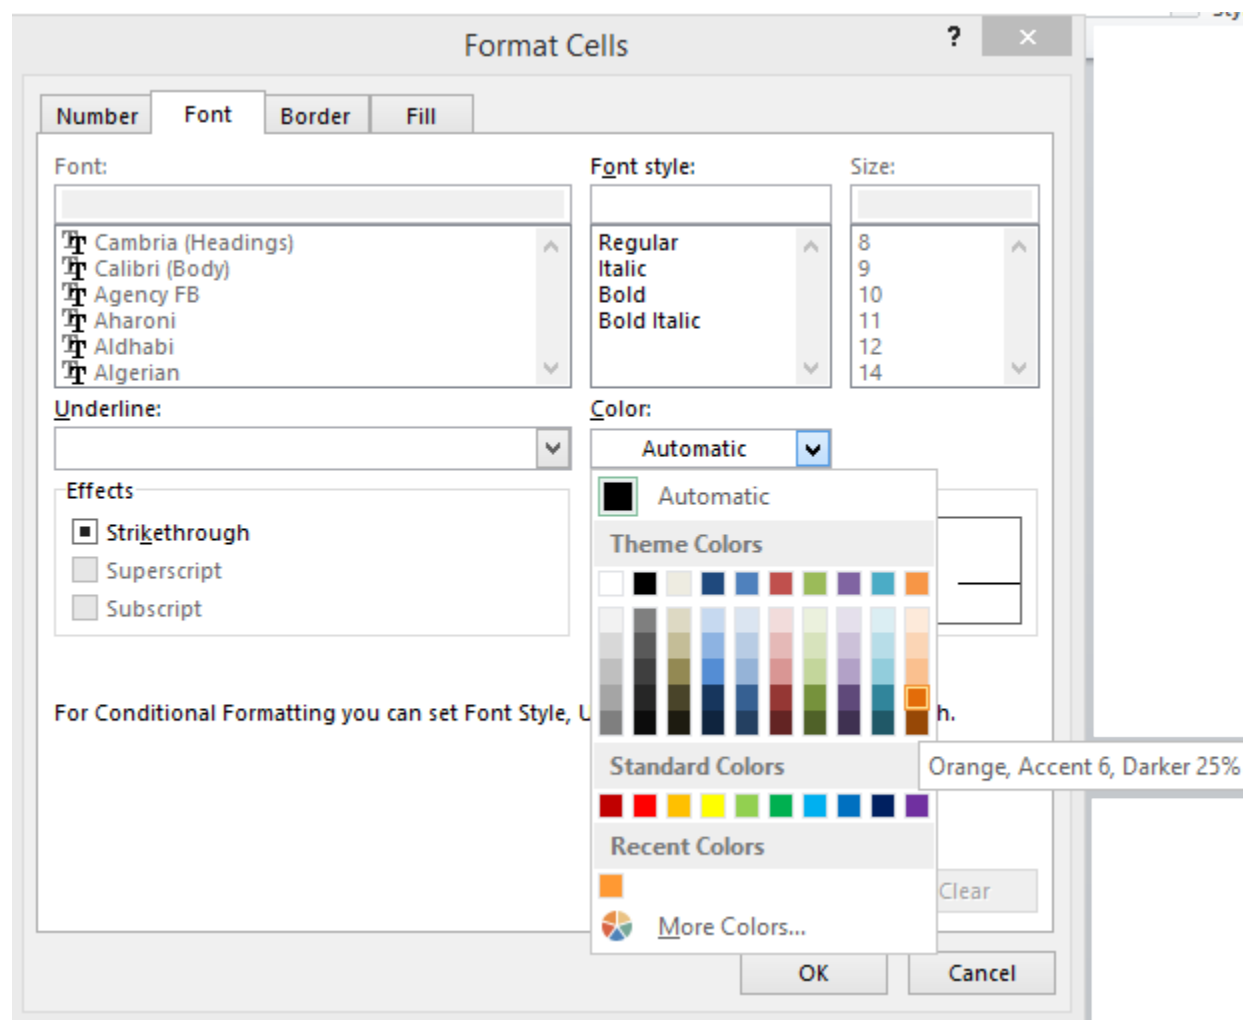 Format Cells
?
Number Font Border Fill
Font: Font style: Size:
Cambria (Headings) Regular 8
Calibri (Body) Italic 9
Agency FB Bold 10
Aharoni Bold Italic 11
Aldhabi 12
Algerian 14
Underline: Color:
Automatic
Effects
Automatic
Strikethrough
Theme Colors
Superscript
Subscript
For Conditional Formatting you can set Font Style, h.
Standard Colors
Orange, Accent 6, Darker 25%
Recent Colors
Clear
More Colors...
OK Cancel